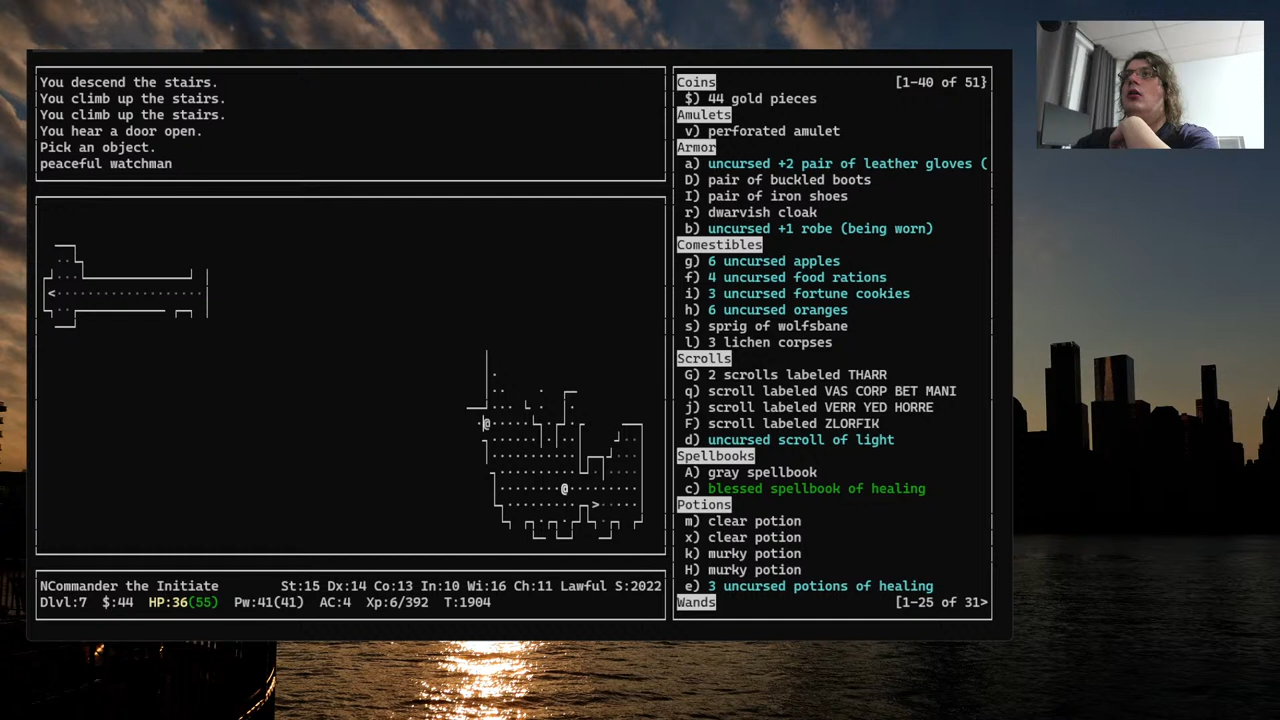 You descend the stairs.
You climb up the stairs.
You climb up the stairs.
You hear a door open.
Pick an object.
peaceful watchman
NCommander the Initiate St:15 Dx:14 Co:13 In:10 Wi:16 Ch:11 Lawful S:2022
Dlvl:7 $:44 HP:36(55) Pw:41(41) AC:4 Xp:6/392 T:1904
Coins [1-40 of 51}
$) 44 gold pieces
Amulets
v) perforated amulet
Armor
a) uncursed +2 pair of leather gloves (
D) pair of buckled boots
I) pair of iron shoes
r) dwarvish cloak
b) uncursed +1 robe (being worn)
Comestibles
g) 6 uncursed apples
f) 4 uncursed food rations
i) 3 uncursed fortune cookies
h) 6 uncursed oranges
s) sprig of wolfsbane
l) 3 lichen corpses
Scrolls
G) 2 scrolls labeled THARR
q) scroll labeled VAS CORP BET MANI
j) scroll labeled VERR YED HORRE
F) scroll labeled ZLORFIK
d) uncursed scroll of light
Spellbooks
A) gray spellbook
c) blessed spellbook of healing
Potions
m) clear potion
x) clear potion
k) murky potion
H) murky potion
e) 3 uncursed potions of healing
Wands [1-25 of 31>